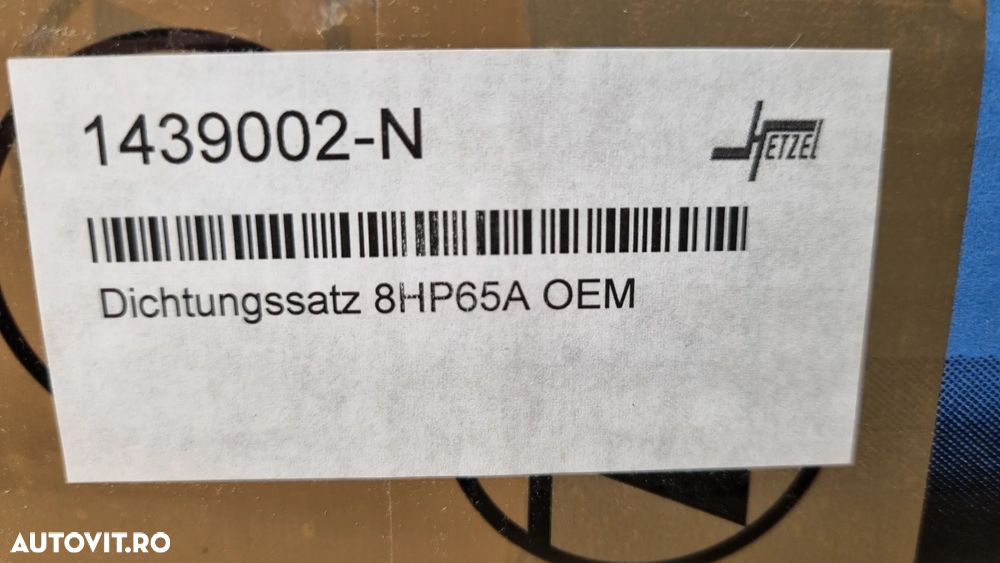 1439002-N
HETZEL
Dichtungssatz 8HP65A OEM
AUTOVIT.RO